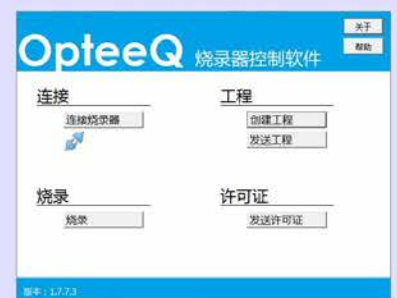 关于
OpteeQ 烧录器控制软件
帮助
连接
工程
连接烧录器
创建工程
发送工程
烧录
许可证
烧录
发送许可证
版本：1.7.7.3